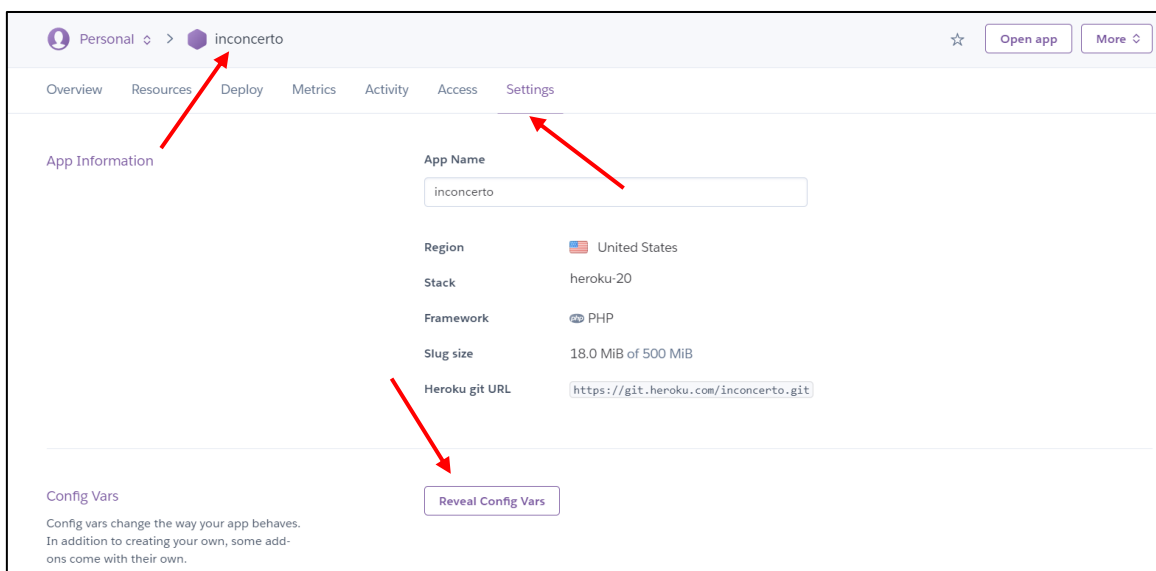 Personal > inconcerto Open app More
Overview Resources Deploy Metrics Activity Access Settings
App Information
App Name
inconcerto
Region United States
Stack heroku-20
Framework php PHP
Slug size 18.0 MiB of 500 MiB
Heroku git URL https://git.heroku.com/inconcerto.git
Config Vars
Config vars change the way your app behaves.
In addition to creating your own, some add-
ons come with their own.
Reveal Config Vars